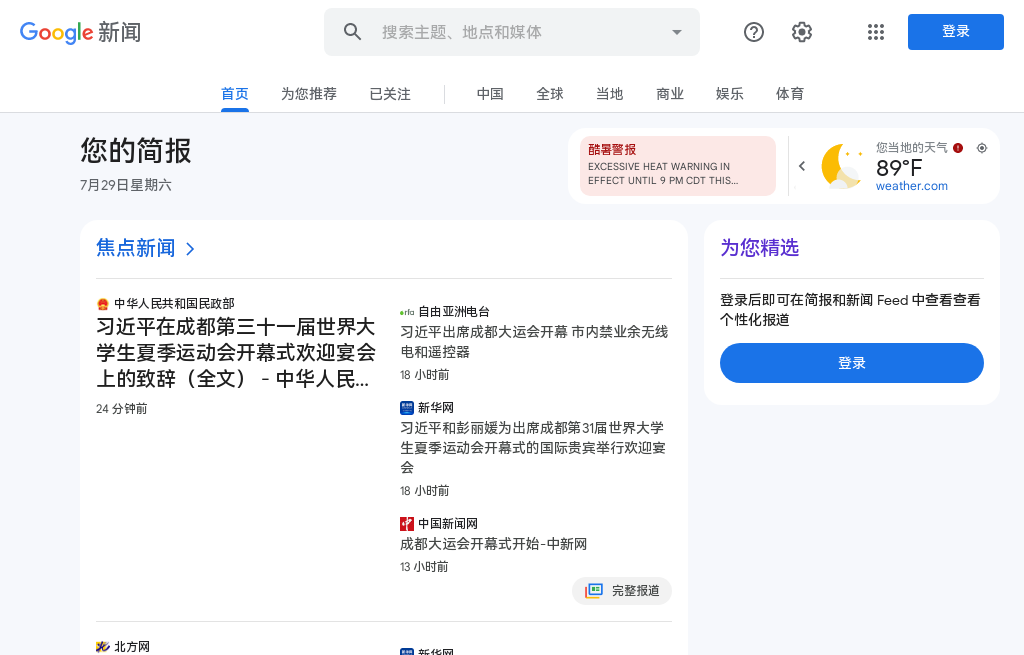 Google 新闻
搜索主题、地点和媒体
登录
首页
为您推荐
已关注
中国
全球
当地
商业
娱乐
体育
您的简报
7月29日星期六
酷暑警报
EXCESSIVE HEAT WARNING IN
EFFECT UNTIL 9 PM CDT THIS…
您当地的天气
89°F
weather.com
焦点新闻
中华人民共和国民政部
习近平在成都第三十一届世界大
学生夏季运动会开幕式欢迎宴会
上的致辞（全文） - 中华人民…
24 分钟前
rfa 自由亚洲电台
习近平出席成都大运会开幕 市内禁业余无线
电和遥控器
18 小时前
新华网
习近平和彭丽媛为出席成都第31届世界大学
生夏季运动会开幕式的国际贵宾举行欢迎宴
会
18 小时前
中国新闻网
成都大运会开幕式开始-中新网
13 小时前
完整报道
北方网
新华网
为您精选
登录后即可在简报和新闻 Feed 中查看查看
个性化报道
登录